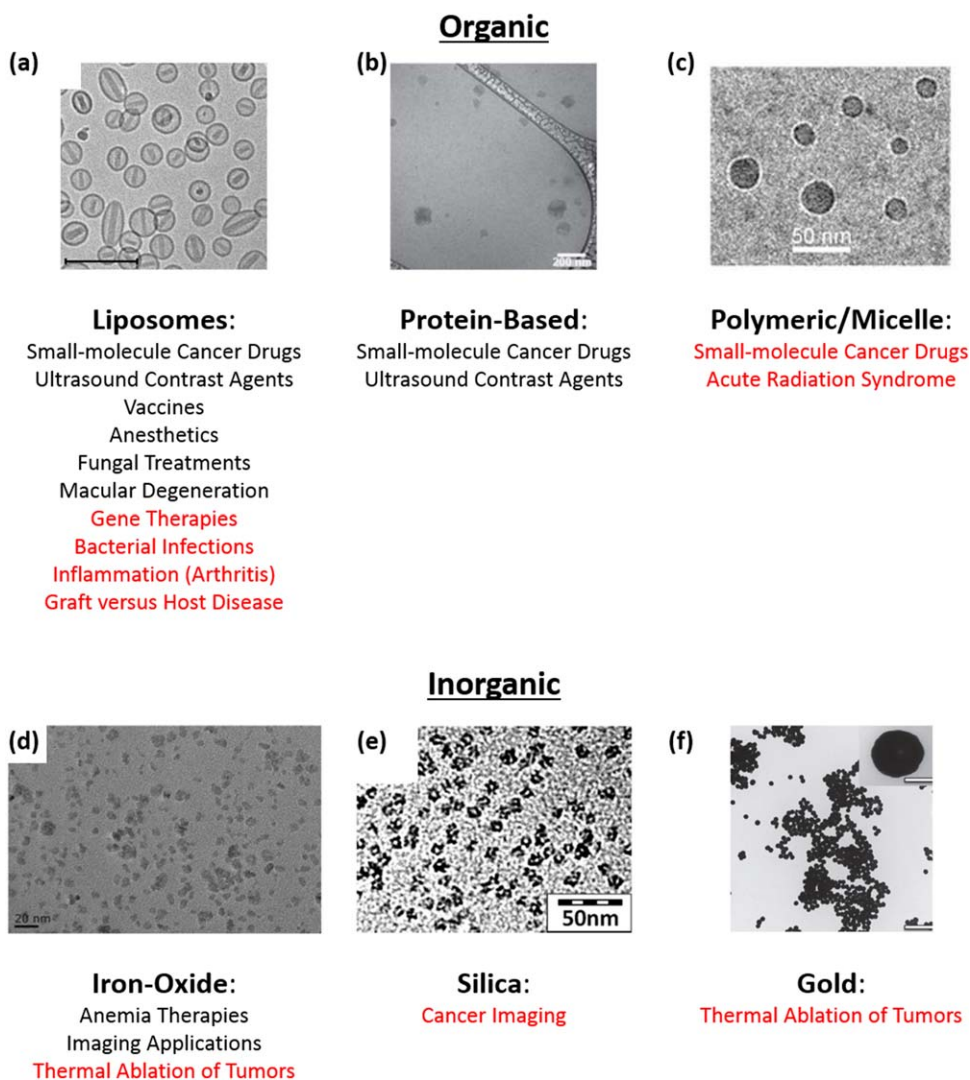 Organic
(a)
(b)
(c)
200 nm
50 nm
Liposomes:
Small-molecule Cancer Drugs
Ultrasound Contrast Agents
Vaccines
Anesthetics
Fungal Treatments
Macular Degeneration
Gene Therapies
Bacterial Infections
Inflammation (Arthritis)
Graft versus Host Disease
Protein-Based:
Small-molecule Cancer Drugs
Ultrasound Contrast Agents
Polymeric/Micelle:
Small-molecule Cancer Drugs
Acute Radiation Syndrome
Inorganic
(d)
(e)
(f)
20 nm
50nm
Iron-Oxide:
Anemia Therapies
Imaging Applications
Thermal Ablation of Tumors
Silica:
Cancer Imaging
Gold:
Thermal Ablation of Tumors